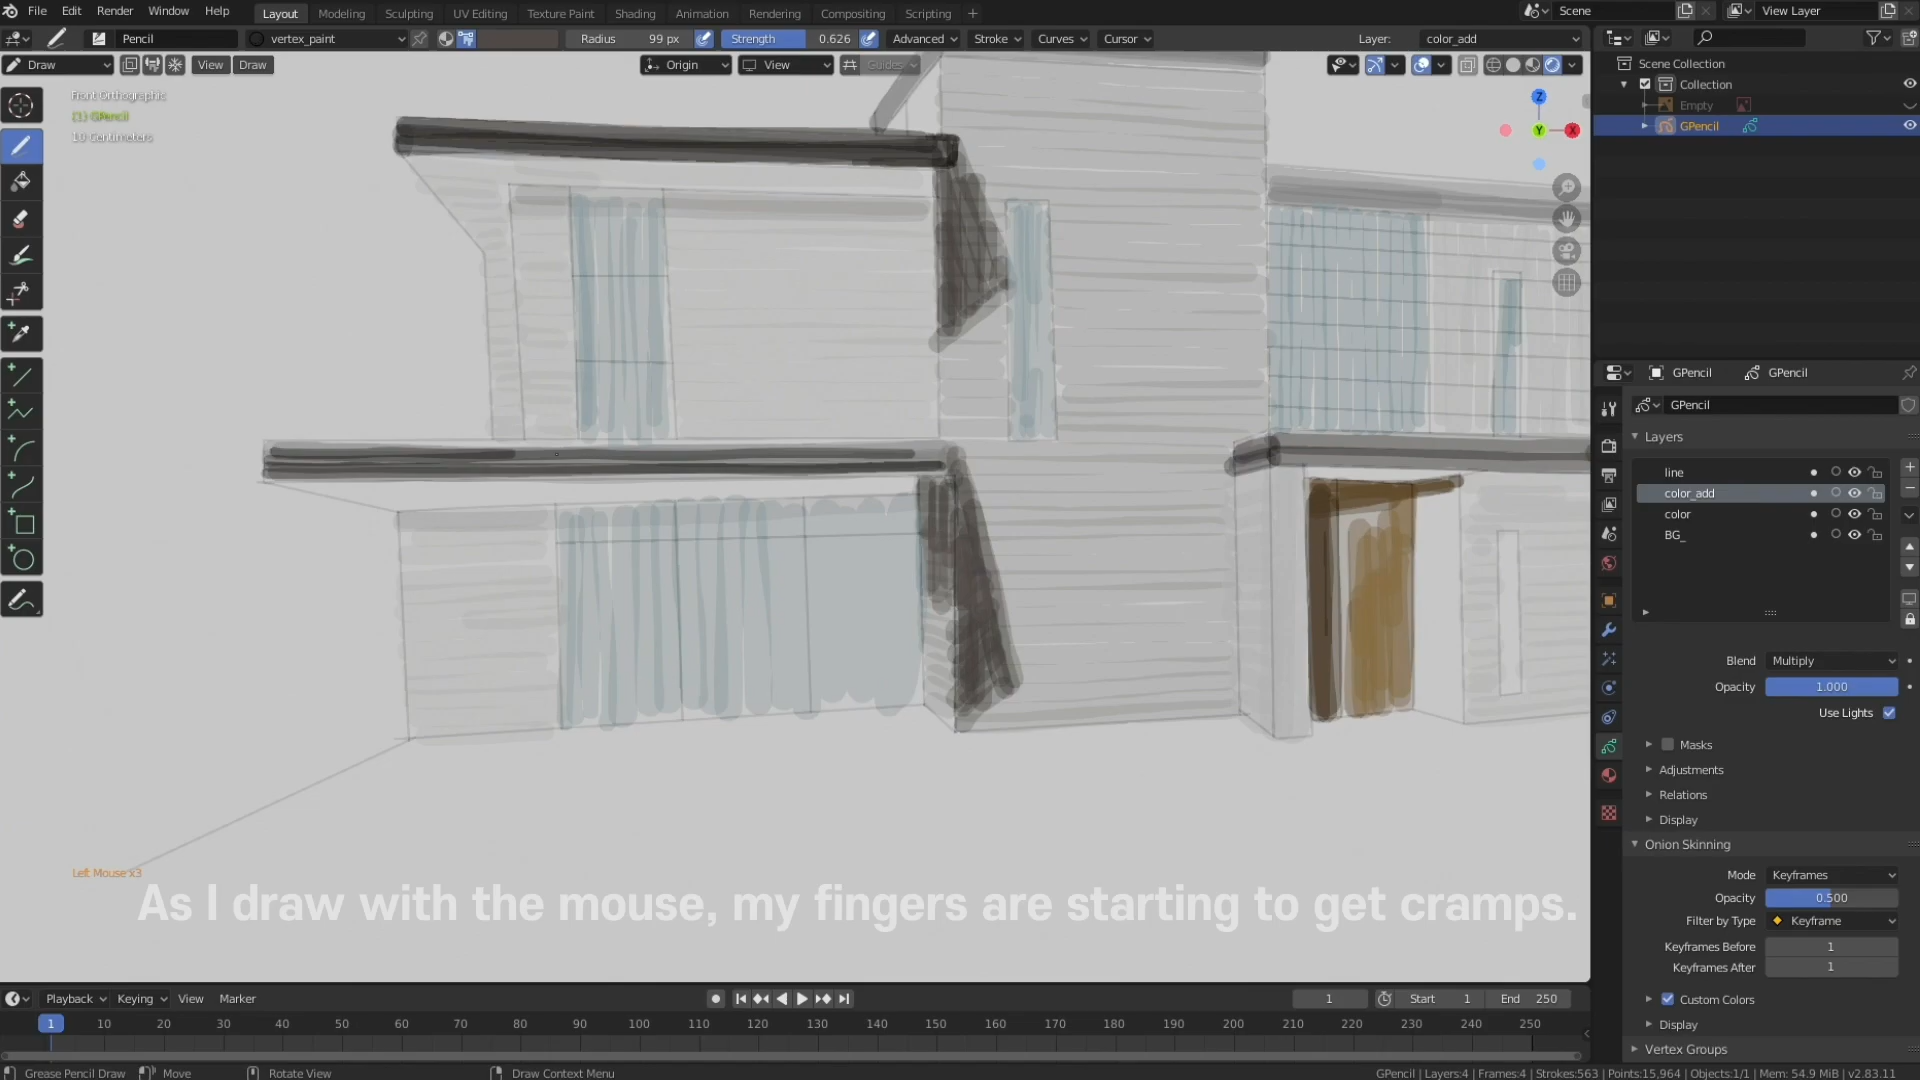 File Edit Render Window Help Layout Modeling Sculpting UV Editing Texture Paint Shading Animation Rendering Compositing Scripting Scene View Layer
Pencil vertex_paint Radius 99 px Strength 0.626 Advanced Stroke Curves Cursor Layer: color_add
Draw View Draw Origin View Guides
Scene Collection
Collection
Empty
GPencil
Front Orthographic
(1) GPencil
10 Centimeters
Z
Y
X
GPencil GPencil
GPencil
Layers
line
color_add
color
BG_
Blend Multiply
Opacity 1.000
Use Lights
Masks
Adjustments
Relations
Display
Onion Skinning
Mode Keyframes
Opacity 0.500
Filter by Type Keyframe
Keyframes Before 1
Keyframes After 1
Custom Colors
Display
Vertex Groups
Left Mouse x3
As I draw with the mouse, my fingers are starting to get cramps.
Playback Keying View Marker 1 Start 1 End 250
1 10 20 30 40 50 60 70 80 90 100 110 120 130 140 150 160 170 180 190 200 210 220 230 240 250
Grease Pencil Draw Move Rotate View Draw Context Menu GPencil | Layers:4 | Frames:4 | Strokes:563 | Points:15,964 | Objects:1/1 | Mem: 54.9 MiB | v2.83.11